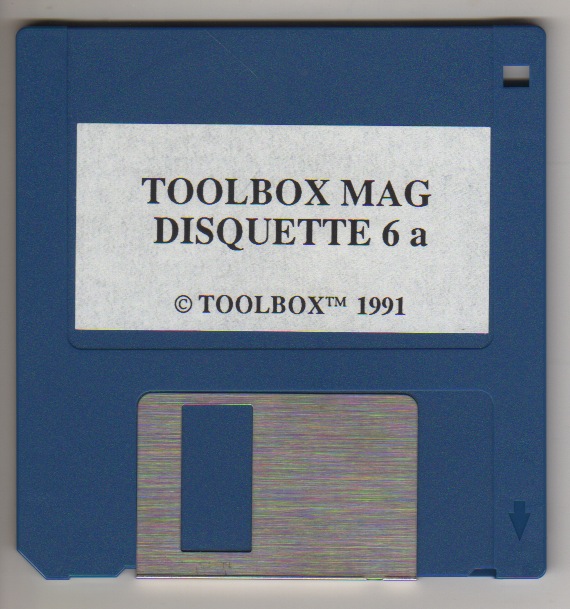 TOOLBOX MAG
DISQUETTE 6 a
© TOOLBOX™ 1991